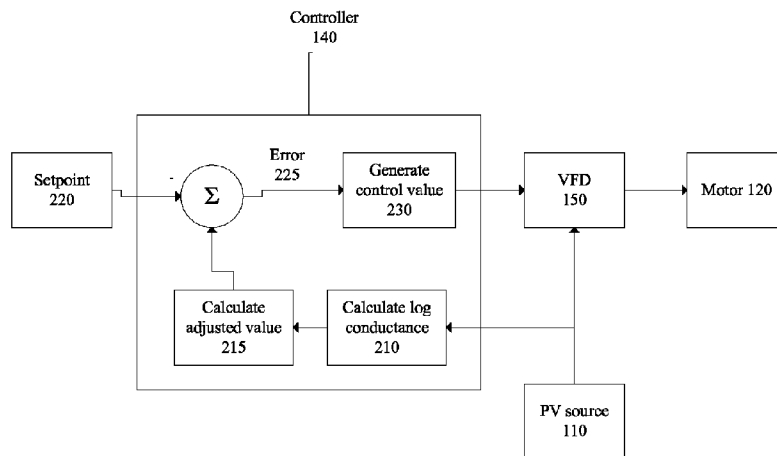 Controller
140
Setpoint
220
-
Σ
Error
225
Generate
control value
230
VFD
150
Motor 120
Calculate
adjusted value
215
Calculate log
conductance
210
PV source
110